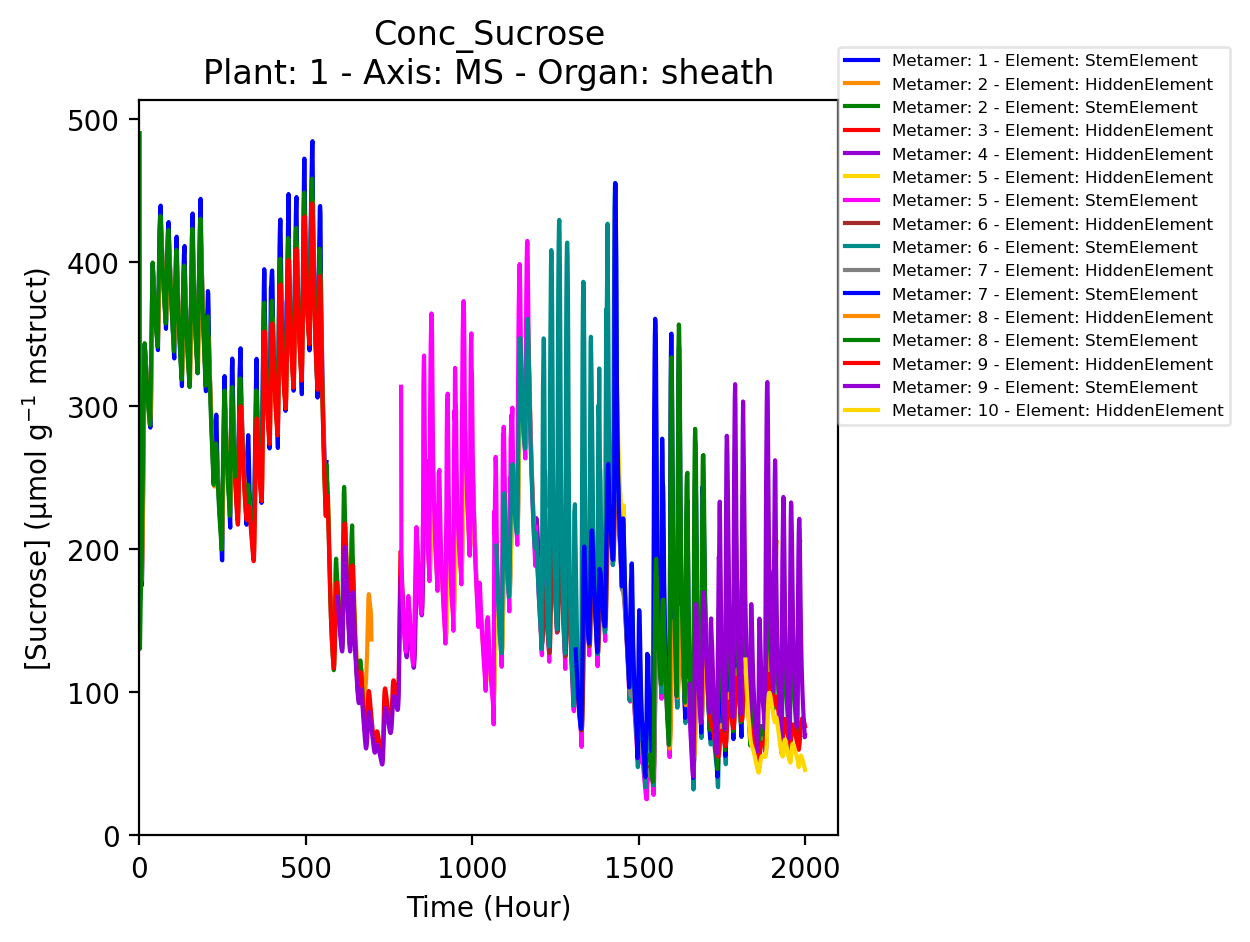 Conc_Sucrose
Plant: 1 - Axis: MS - Organ: sheath
[Sucrose] (µmol g⁻¹ mstruct)
500
400
300
200
100
0
0 500 1000 1500 2000
Time (Hour)
Metamer: 1 - Element: StemElement
Metamer: 2 - Element: HiddenElement
Metamer: 2 - Element: StemElement
Metamer: 3 - Element: HiddenElement
Metamer: 4 - Element: HiddenElement
Metamer: 5 - Element: HiddenElement
Metamer: 5 - Element: StemElement
Metamer: 6 - Element: HiddenElement
Metamer: 6 - Element: StemElement
Metamer: 7 - Element: HiddenElement
Metamer: 7 - Element: StemElement
Metamer: 8 - Element: HiddenElement
Metamer: 8 - Element: StemElement
Metamer: 9 - Element: HiddenElement
Metamer: 9 - Element: StemElement
Metamer: 10 - Element: HiddenElement